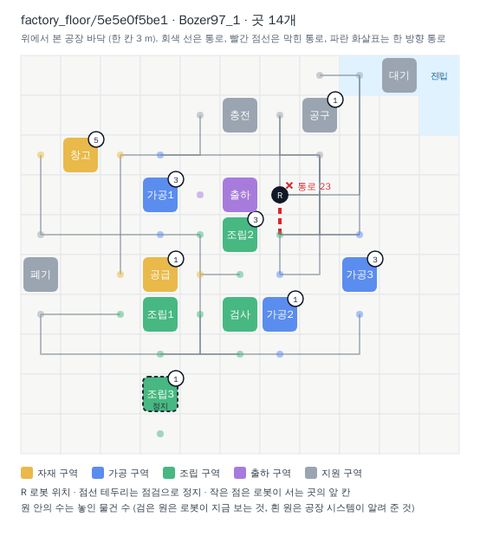 factory_floor/5e5e0f5be1 · Bozer97_1 · 곳 14개
위에서 본 공장 바닥 (한 칸 3 m). 회색 선은 통로, 빨간 점선은 막힌 통로, 파란 화살표는 한 방향 통로
대기
충전
공구
1
창고
5
가공1
3
출하
R
✕ 통로 23
조립2
3
폐기
공급
1
가공3
3
조립1
검사
가공2
1
조립3
1
정지
자재 구역
가공 구역
조립 구역
출하 구역
지원 구역
R 로봇 위치 · 점선 테두리는 점검으로 정지 · 작은 점은 로봇이 서는 곳의 앞 칸
원 안의 수는 놓인 물건 수 (검은 원은 로봇이 지금 보는 것, 흰 원은 공장 시스템이 알려 준 것)